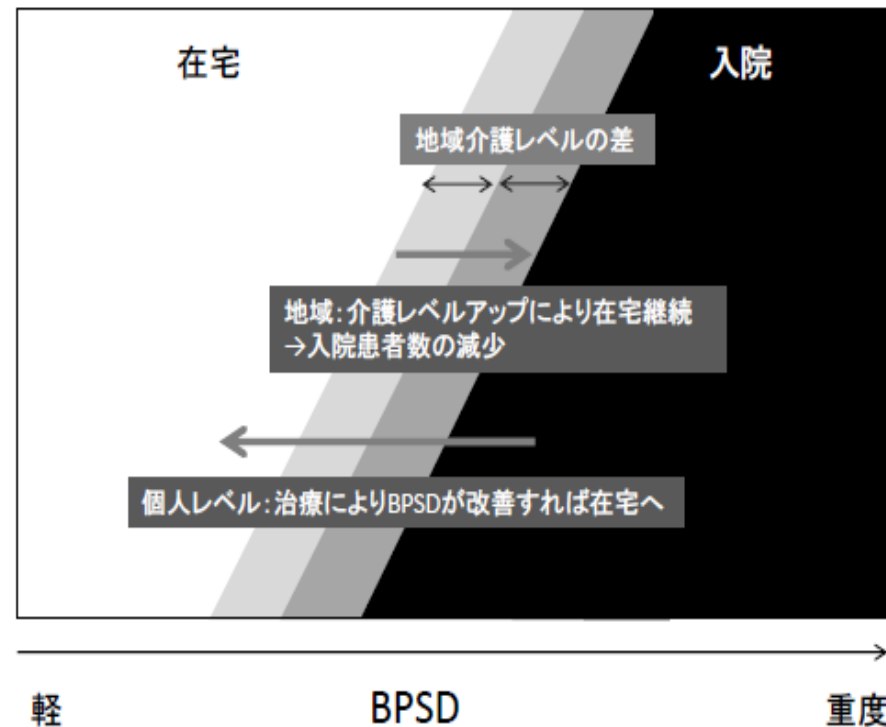 在宅
入院
地域介護レベルの差
地域:介護レベルアップにより在宅継続
→入院患者数の減少
個人レベル:治療によりBPSDが改善すれば在宅へ
軽
BPSD
重度